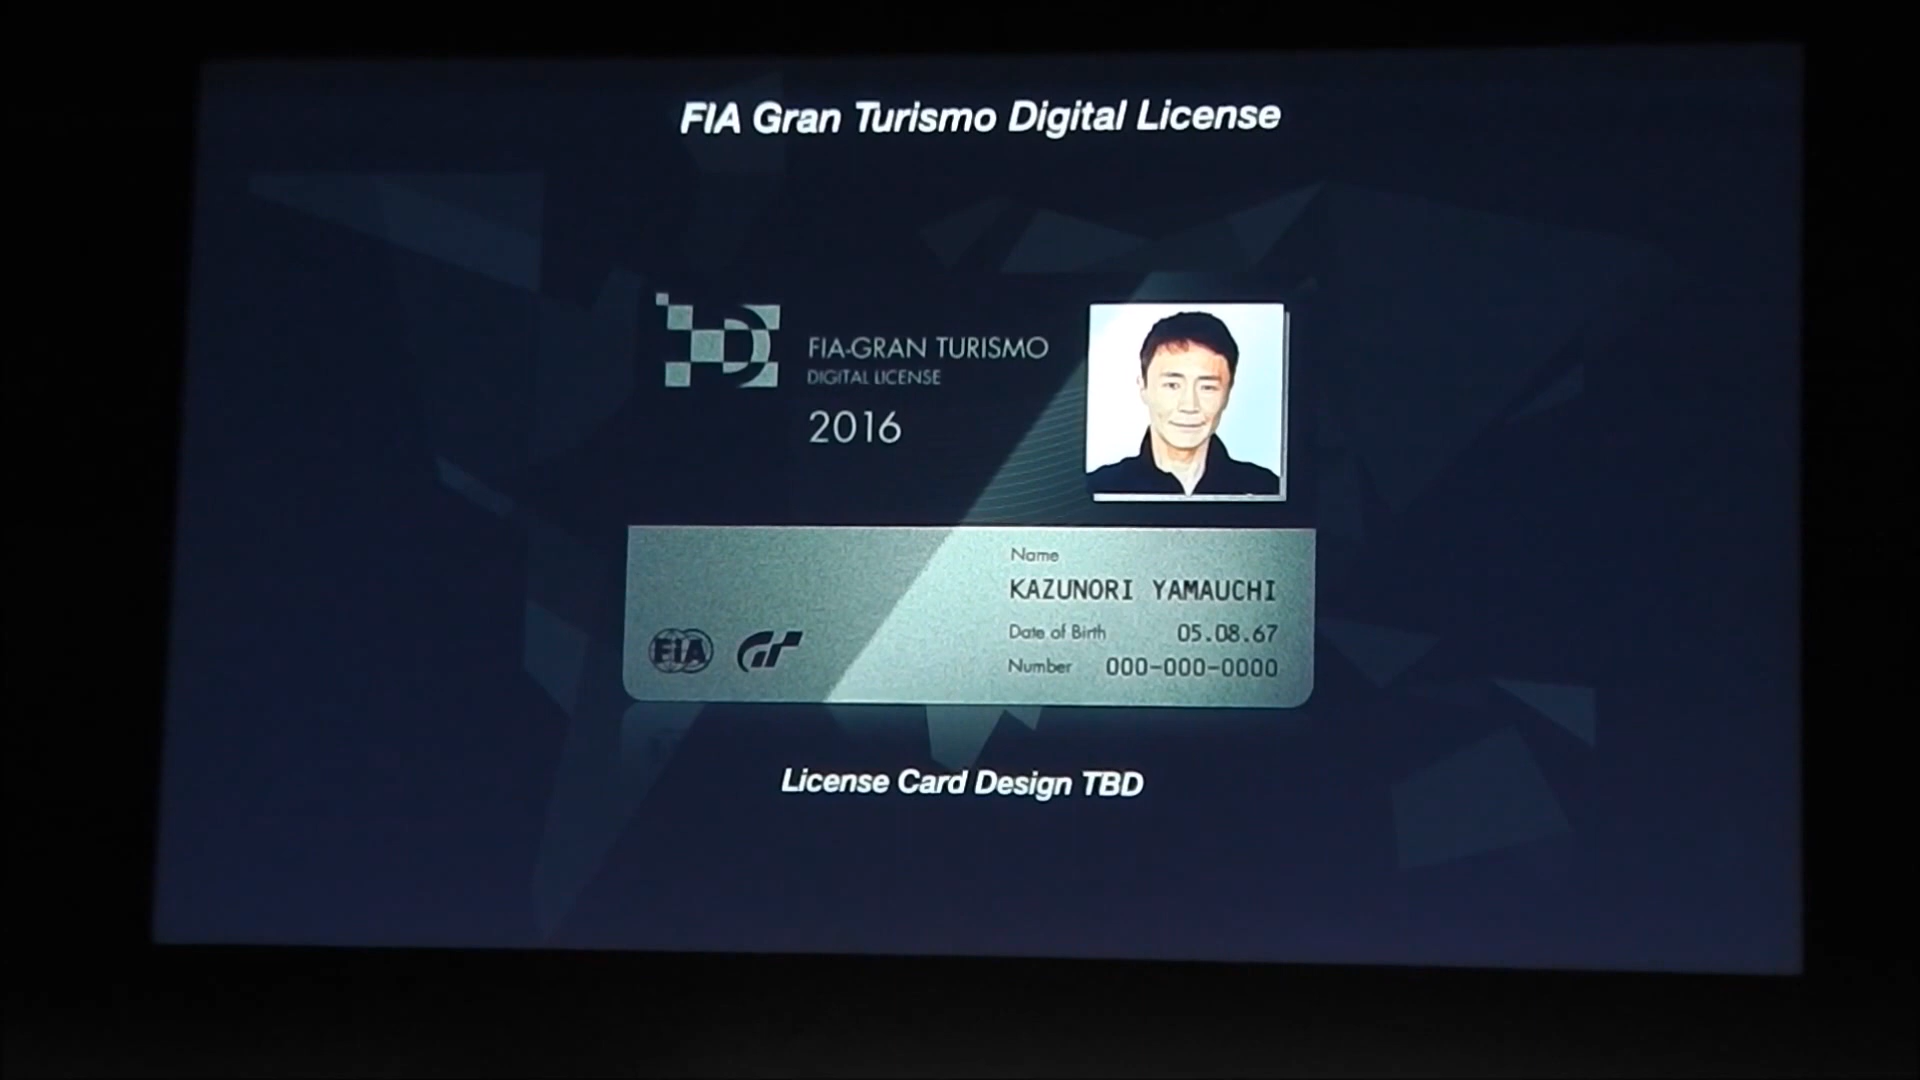 FIA Gran Turismo Digital License
FIA-GRAN TURISMO
DIGITAL LICENSE
2016
Name
KAZUNORI YAMAUCHI
Date of Birth 05.08.67
Number 000-000-0000
FIA GT
License Card Design TBD